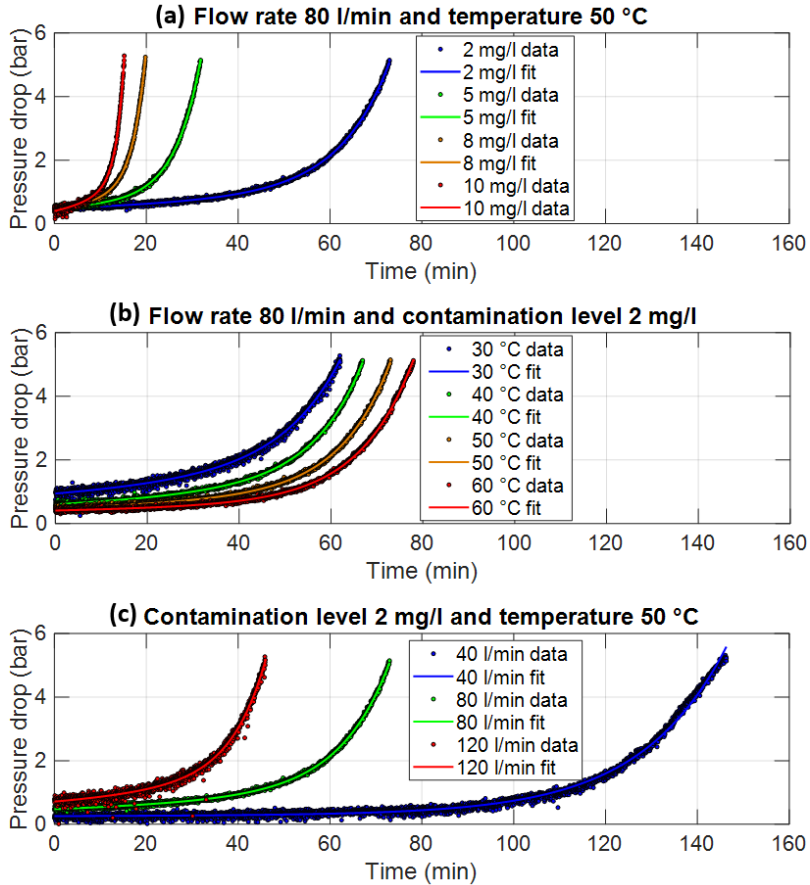 (a) Flow rate 80 l/min and temperature 50 °C
Pressure drop (bar)
6
4
2
0
2 mg/l data
2 mg/l fit
5 mg/l data
5 mg/l fit
8 mg/l data
8 mg/l fit
10 mg/l data
10 mg/l fit
0 20 40 60 80 100 120 140 160
Time (min)
(b) Flow rate 80 l/min and contamination level 2 mg/l
Pressure drop (bar)
6
4
2
0
30 °C data
30 °C fit
40 °C data
40 °C fit
50 °C data
50 °C fit
60 °C data
60 °C fit
0 20 40 60 80 100 120 140 160
Time (min)
(c) Contamination level 2 mg/l and temperature 50 °C
Pressure drop (bar)
6
4
2
0
40 l/min data
40 l/min fit
80 l/min data
80 l/min fit
120 l/min data
120 l/min fit
0 20 40 60 80 100 120 140 160
Time (min)